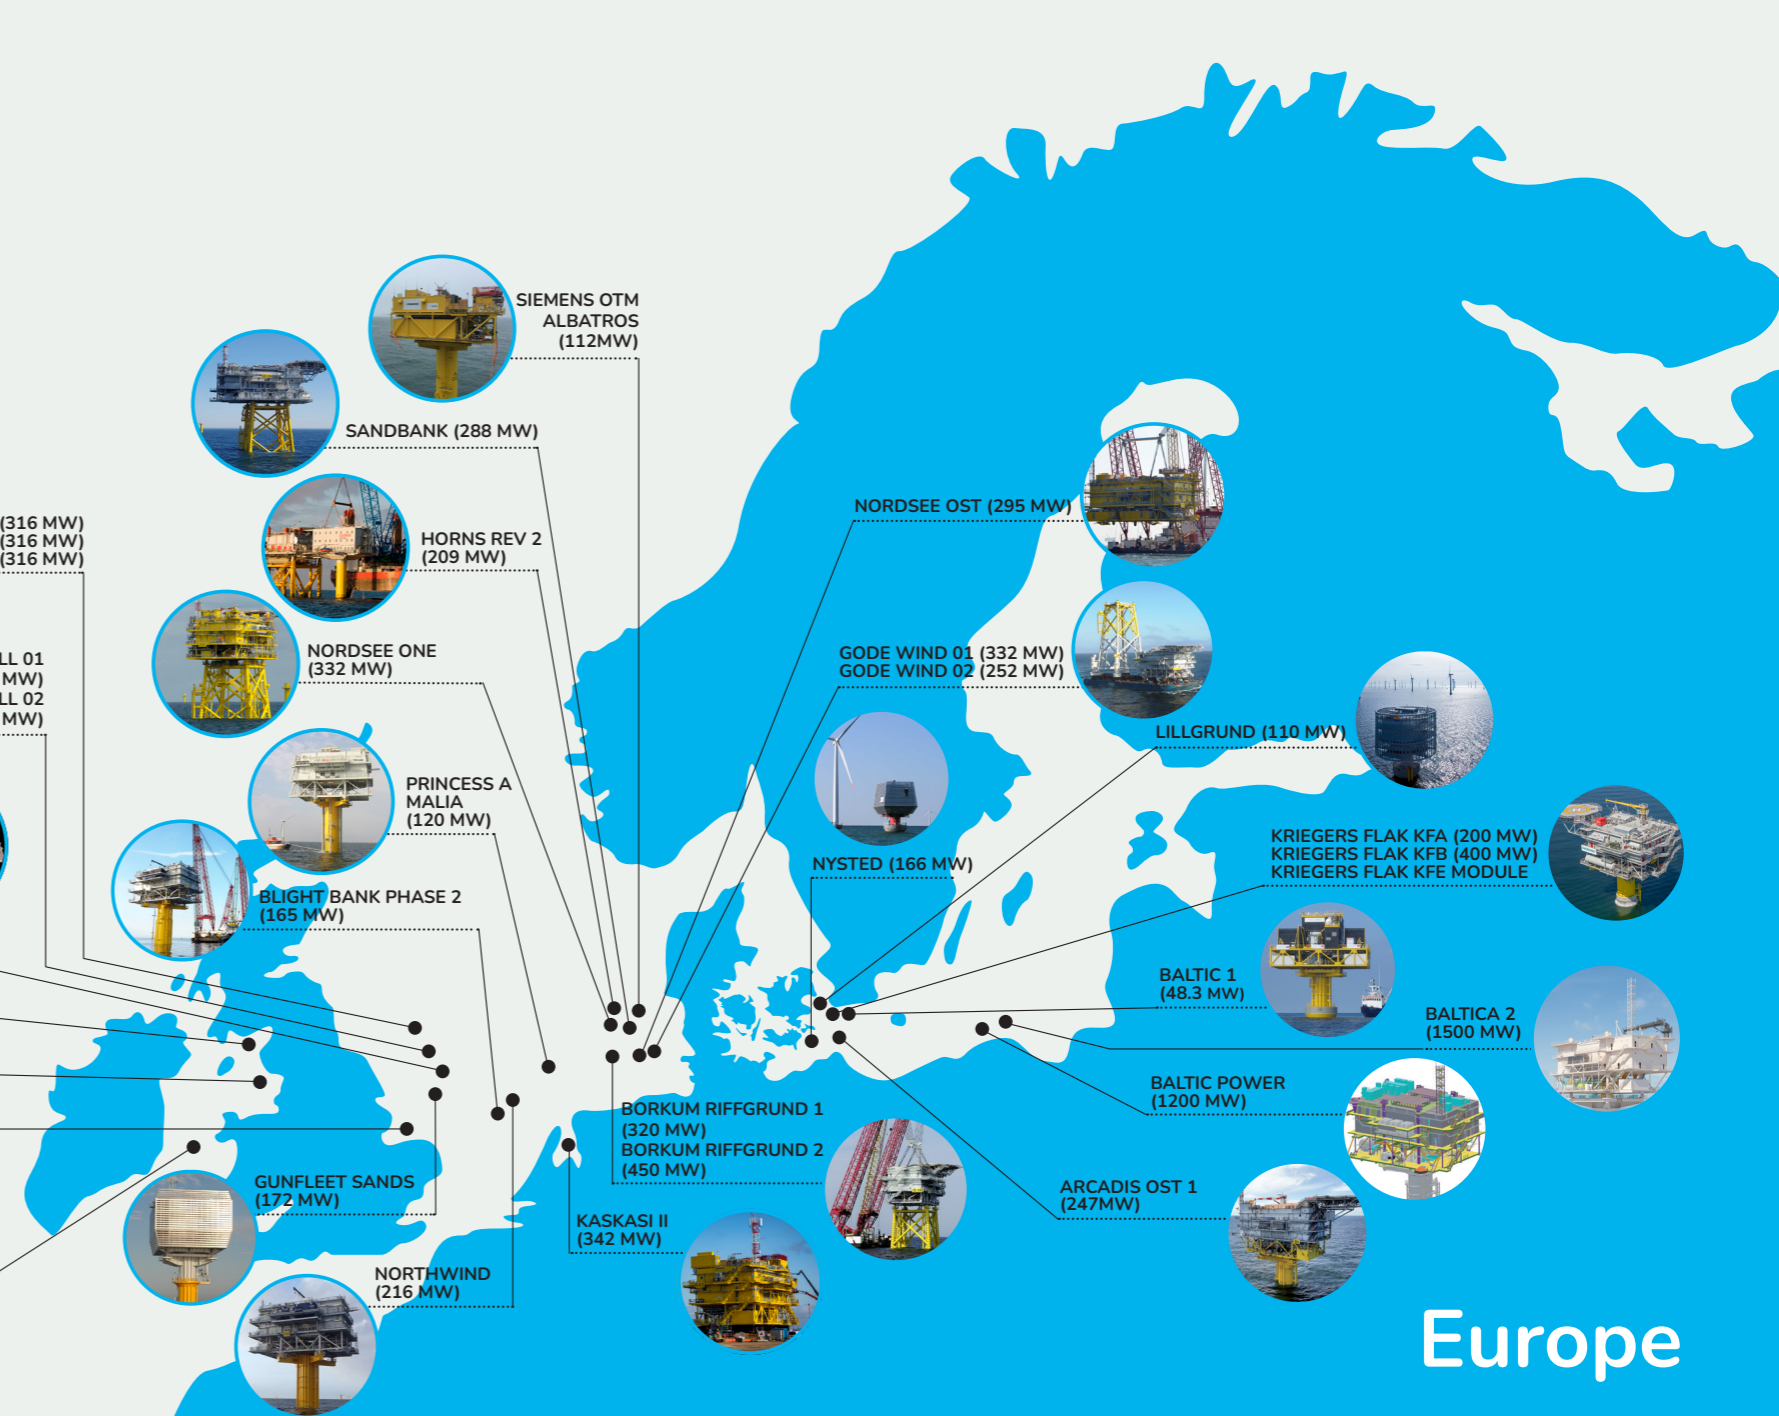 SIEMENS OTM
ALBATROS
(112MW)
SANDBANK (288 MW)
HORNS REV 2
(209 MW)
NORDSEE ONE
(332 MW)
(316 MW)
(316 MW)
(316 MW)
LL 01
MW)
LL 02
MW)
PRINCESS A
MALIA
(120 MW)
BLIGHT BANK PHASE 2
(165 MW)
NORDSEE OST (295 MW)
GODE WIND 01 (332 MW)
GODE WIND 02 (252 MW)
LILLGRUND (110 MW)
NYSTED (166 MW)
KRIEGERS FLAK KFA (200 MW)
KRIEGERS FLAK KFB (400 MW)
KRIEGERS FLAK KFE MODULE
BALTIC 1
(48.3 MW)
BALTICA 2
(1500 MW)
BALTIC POWER
(1200 MW)
BORKUM RIFFGRUND 1
(320 MW)
BORKUM RIFFGRUND 2
(450 MW)
ARCADIS OST 1
(247MW)
GUNFLEET SANDS
(172 MW)
KASKASI II
(342 MW)
NORTHWIND
(216 MW)
Europe